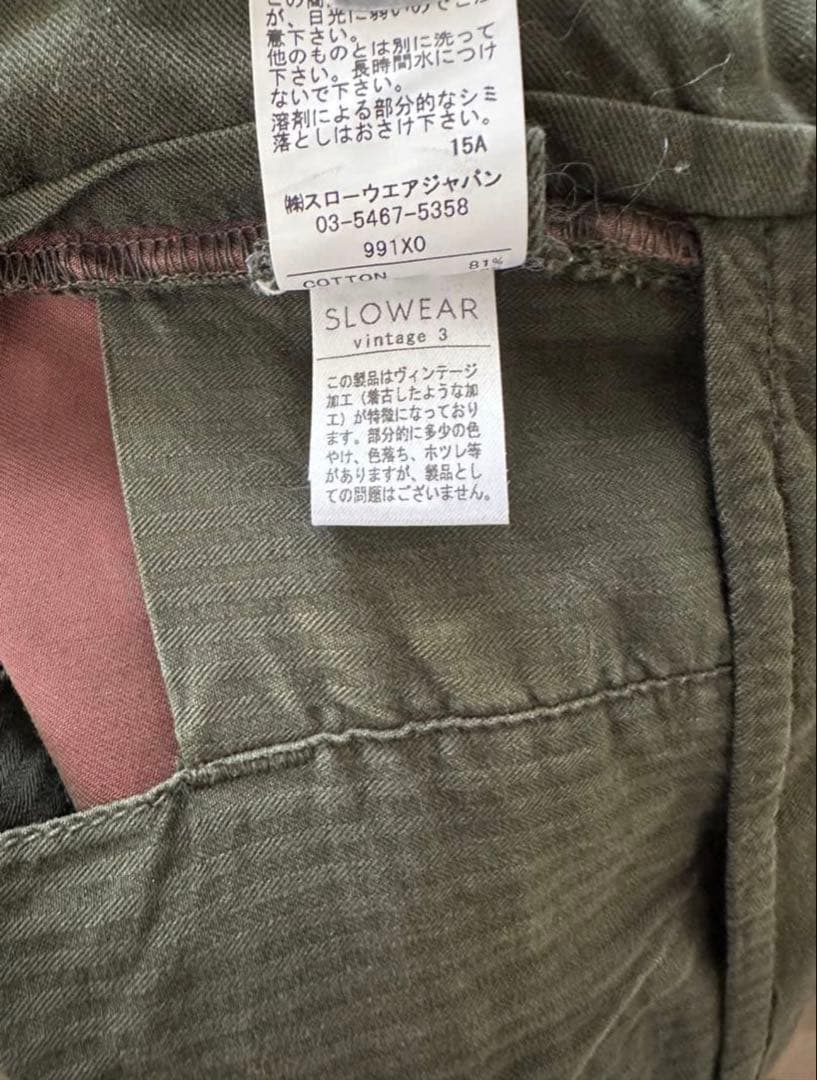 が、日光に弱いのでご注
意下さい。
他のものとは別に洗って
下さい。長時間水につけ
ないで下さい。
溶剤による部分的なシミ
落としはおさけ下さい。
15A
㈱スローウエアジャパン
03-5467-5358
991X0
COTTON 81%
SLOWEAR
vintage 3
この製品はヴィンテージ
加工（着古したような加
工）が特徴になっており
ます。部分的に多少の色
やけ、色落ち、ホツレ等
がありますが、製品とし
ての問題はございません。